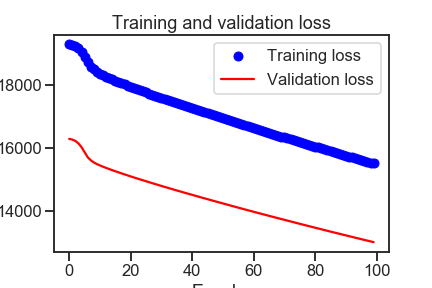 Training and validation loss
Training loss
Validation loss
18000
16000
14000
0 20 40 60 80 100